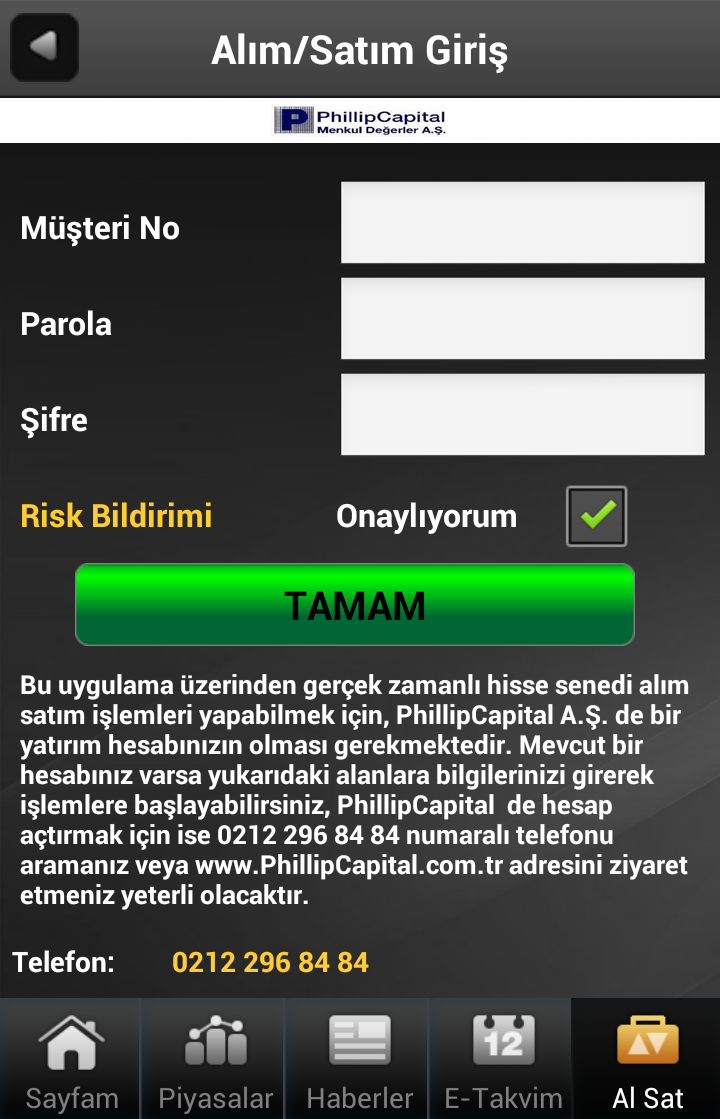 Alım/Satım Giriş
P PhillipCapital
Menkul Değerler A.Ş.
Müşteri No
Parola
Şifre
Risk Bildirimi Onaylıyorum
TAMAM
Bu uygulama üzerinden gerçek zamanlı hisse senedi alım
satım işlemleri yapabilmek için, PhillipCapital A.Ş. de bir
yatırım hesabınızın olması gerekmektedir. Mevcut bir
hesabınız varsa yukarıdaki alanlara bilgilerinizi girerek
işlemlere başlayabilirsiniz, PhillipCapital  de hesap
açtırmak için ise 0212 296 84 84 numaralı telefonu
aramanız veya www.PhillipCapital.com.tr adresini ziyaret
etmeniz yeterli olacaktır.
Telefon: 0212 296 84 84
12
Sayfam Piyasalar Haberler E-Takvim Al Sat